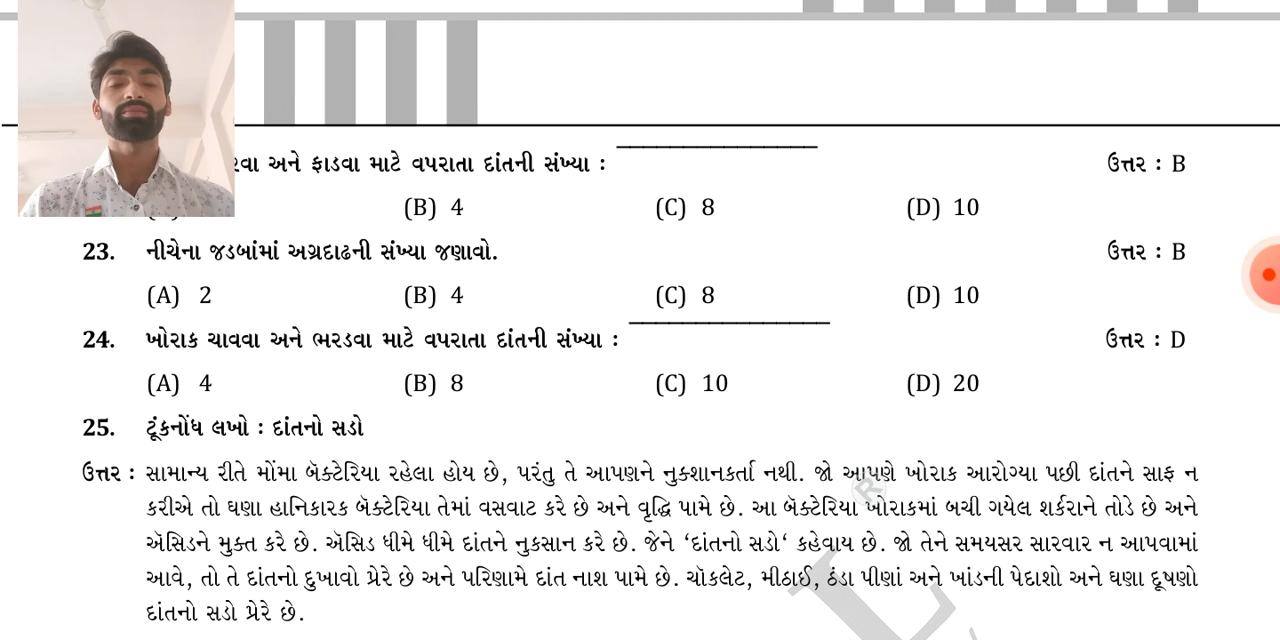 અને ફાડવા માટે વપરાતા દાંતની સંખ્યા : ઉત્તર : B
(B) 4 (C) 8 (D) 10
23. નીચેના જડબાંમાં અગ્રદાઢની સંખ્યા જણાવો. ઉત્તર : B
(A) 2 (B) 4 (C) 8 (D) 10
24. ખોરાક ચાવવા અને ભરડવા માટે વપરાતા દાંતની સંખ્યા : ઉત્તર : D
(A) 4 (B) 8 (C) 10 (D) 20
25. ટૂંકનોંધ લખો : દાંતનો સડો
ઉત્તર : સામાન્ય રીતે મોંમા બૅક્ટેરિયા રહેલા હોય છે, પરંતુ તે આપણને નુક્શાનકર્તા નથી. જો આપણે ખોરાક આરોગ્યા પછી દાંતને સાફ ન
કરીએ તો ઘણા હાનિકારક બૅક્ટેરિયા તેમાં વસવાટ કરે છે અને વૃદ્ધિ પામે છે. આ બૅક્ટેરિયા ખોરાકમાં બચી ગયેલ શર્કરાને તોડે છે અને
ઍસિડને મુક્ત કરે છે. ઍસિડ ધીમે ધીમે દાંતને નુકસાન કરે છે. જેને ‘દાંતનો સડો‘ કહેવાય છે. જો તેને સમયસર સારવાર ન આપવામાં
આવે, તો તે દાંતનો દુખાવો પ્રેરે છે અને પરિણામે દાંત નાશ પામે છે. ચૉકલેટ, મીઠાઈ, ઠંડા પીણાં અને ખાંડની પેદાશો અને ઘણા દૂષણો
દાંતનો સડો પ્રેરે છે.